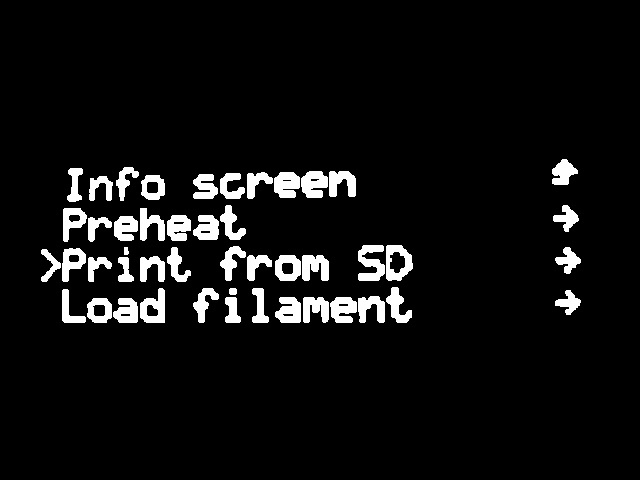 Info screen ↑
Preheat →
>Print from SD →
Load filament →